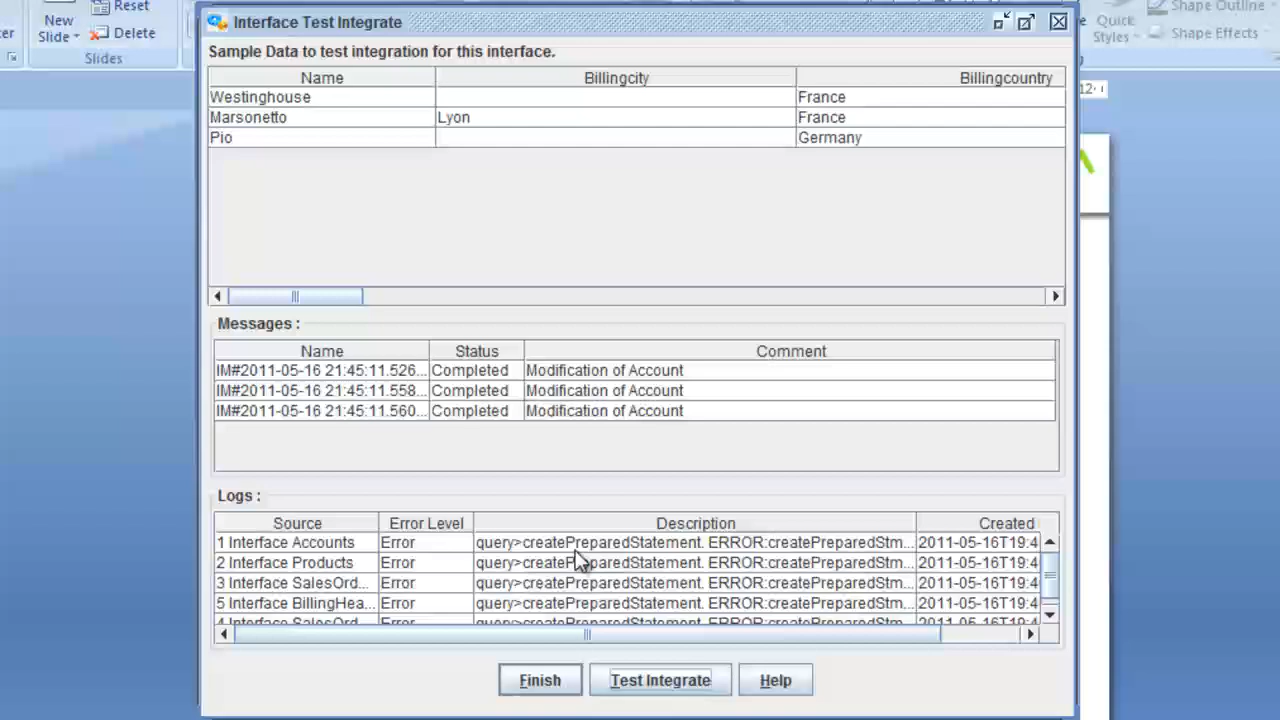 New
Slide
Reset
Delete
Slides
Quick
Styles
Shape Outline
Shape Effects
12
Interface Test Integrate
Sample Data to test integration for this interface.
Name Billingcity Billingcountry
Westinghouse France
Marsonetto Lyon France
Pio Germany
Messages :
Name Status Comment
IM#2011-05-16 21:45:11.526... Completed Modification of Account
IM#2011-05-16 21:45:11.558... Completed Modification of Account
IM#2011-05-16 21:45:11.560... Completed Modification of Account
Logs :
Source Error Level Description Created
1 Interface Accounts Error query>createPreparedStatement. ERROR:createPreparedStm... 2011-05-16T19:4
2 Interface Products Error query>createPreparedStatement. ERROR:createPreparedStm... 2011-05-16T19:4
3 Interface SalesOrd... Error query>createPreparedStatement. ERROR:createPreparedStm... 2011-05-16T19:4
5 Interface BillingHea... Error query>createPreparedStatement. ERROR:createPreparedStm... 2011-05-16T19:4
4 Interface SalesOrd... Error query>createPreparedStatement. ERROR:createPreparedStm... 2011-05-16T19:4
Finish Test Integrate Help